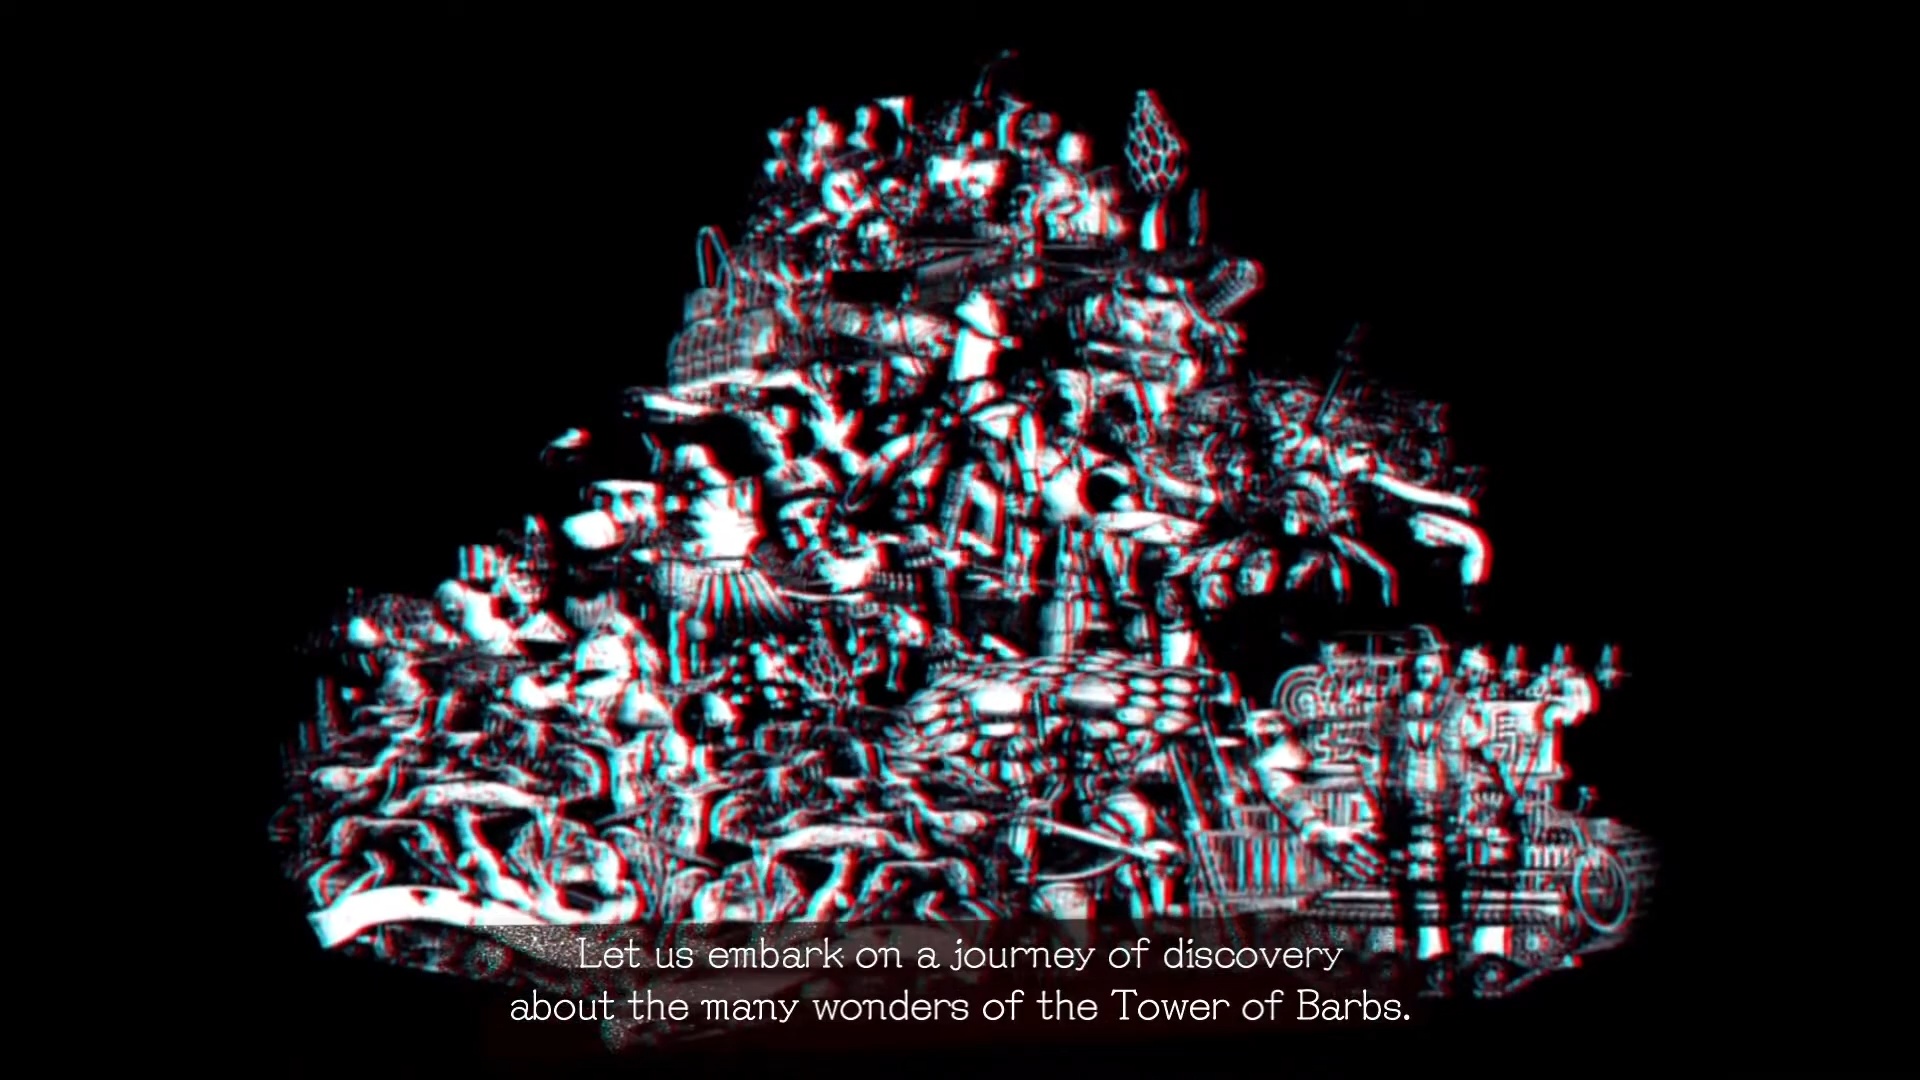 Let us embark on a journey of discovery
about the many wonders of the Tower of Barbs.